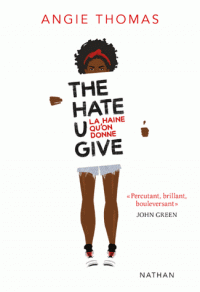 ANGIE THOMAS
THE
HATE
U
LA HAINE
QU'ON
DONNE
GIVE
«Percutant, brillant,
bouleversant»
JOHN GREEN
NATHAN